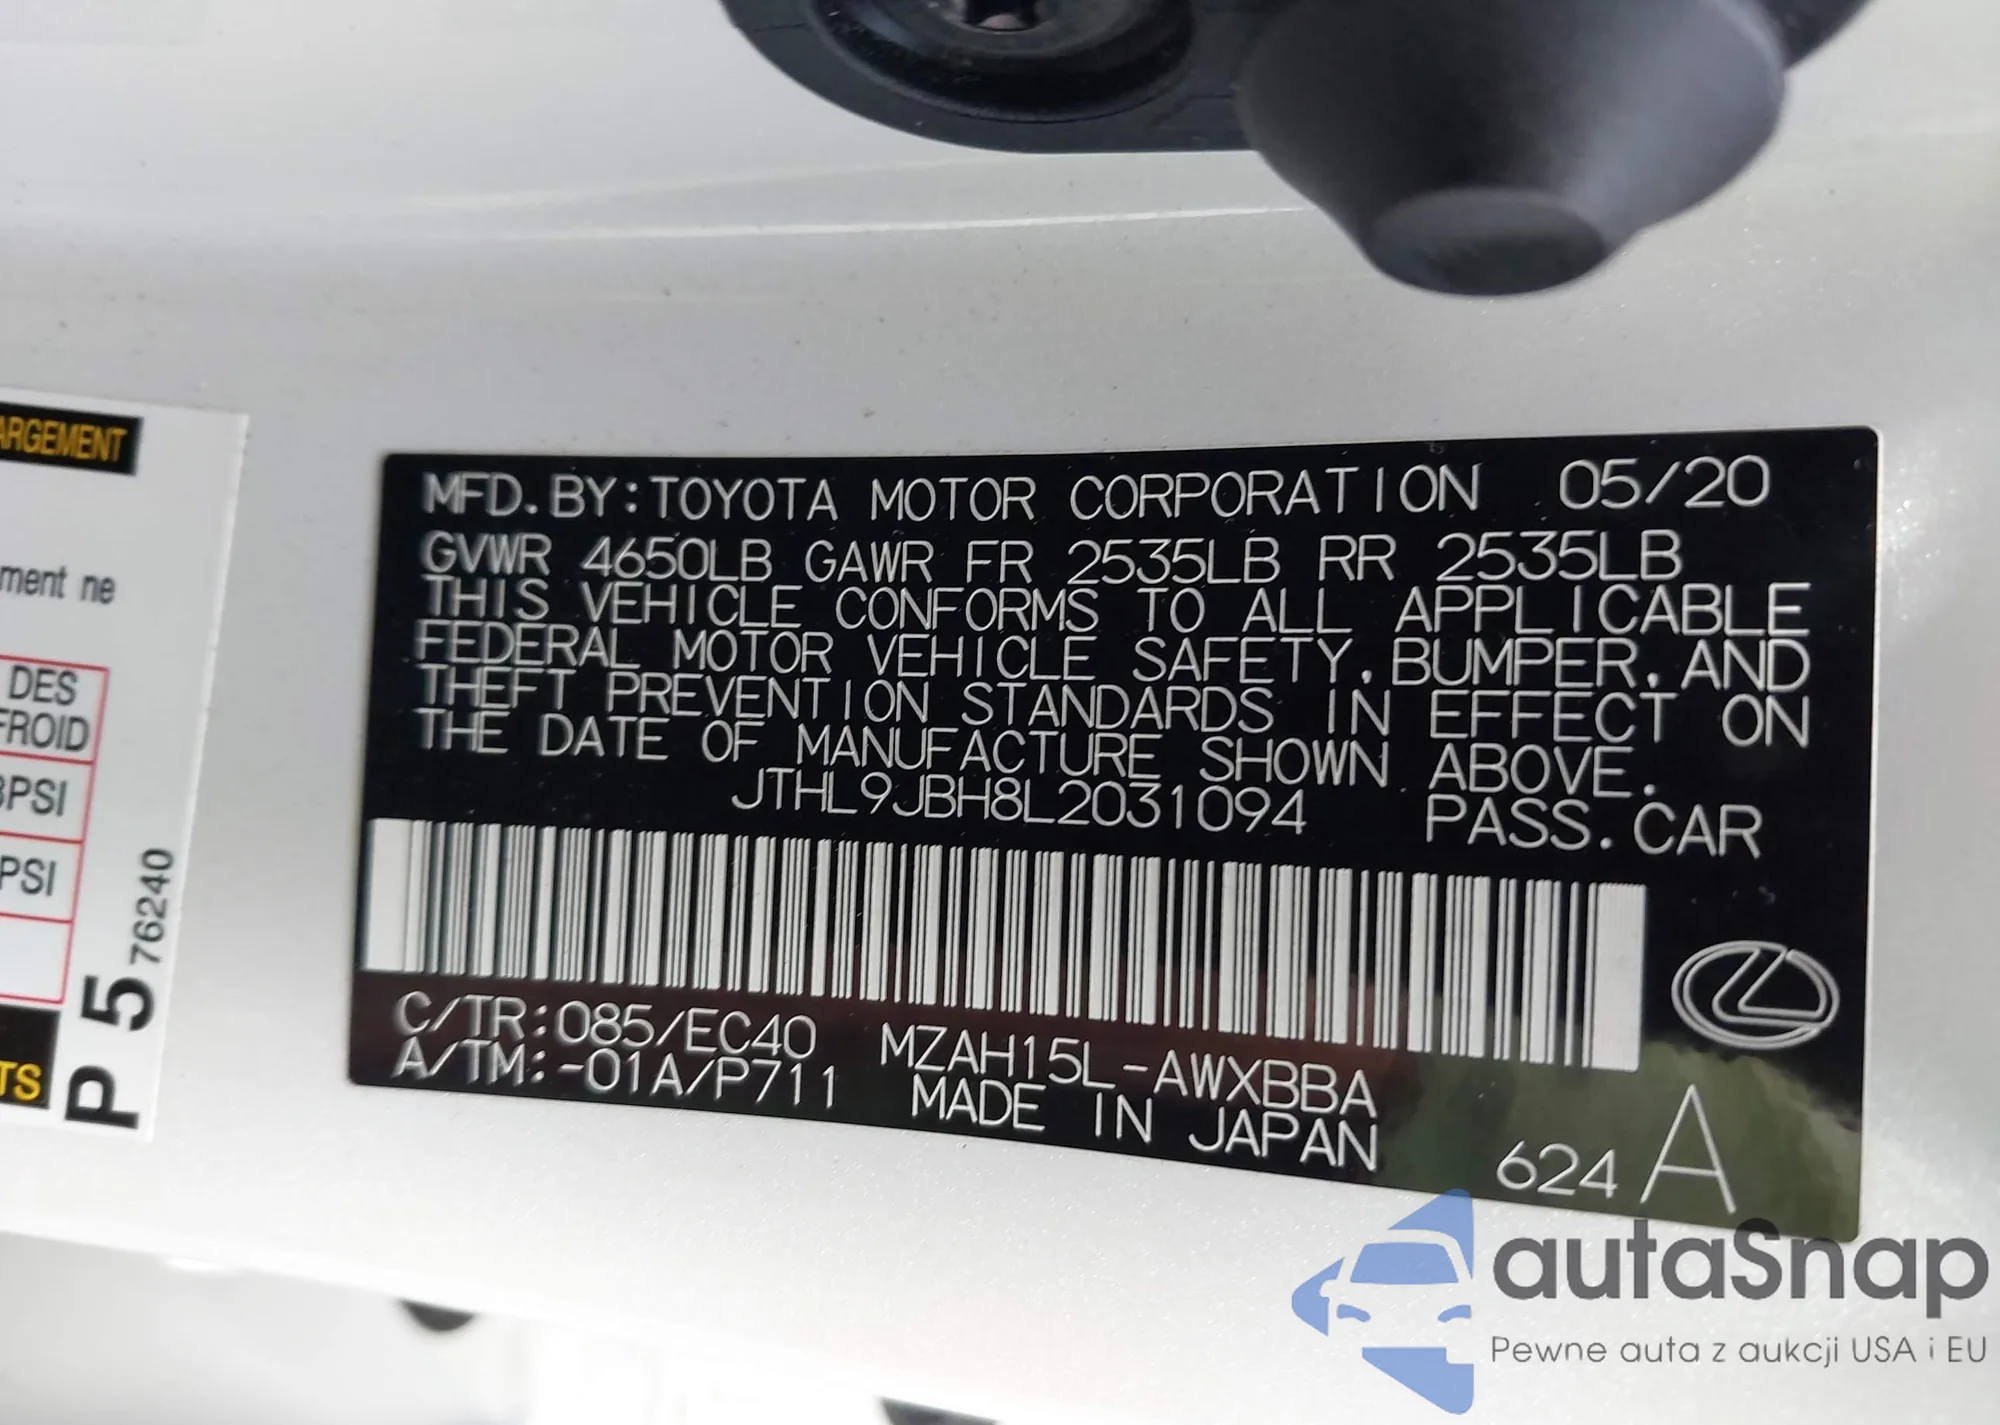 ARGEMENT
ment ne
DES
FROID
PSI
PSI
TS
P 5 76240
MFD. BY: TOYOTA MOTOR CORPORATION 05/20
GVWR 4650LB GAWR FR 2535LB RR 2535LB
THIS VEHICLE CONFORMS TO ALL APPLICABLE
FEDERAL MOTOR VEHICLE SAFETY, BUMPER, AND
THEFT PREVENTION STANDARDS IN EFFECT ON
THE DATE OF MANUFACTURE SHOWN ABOVE.
JTHL9JBH8L2031094 PASS. CAR
C/TR: 085/EC40 MZAH15L-AWXBBA
A/TM: -01A/P711 MADE IN JAPAN
624 A
autaSnap
Pewne auta z aukcji USA i EU